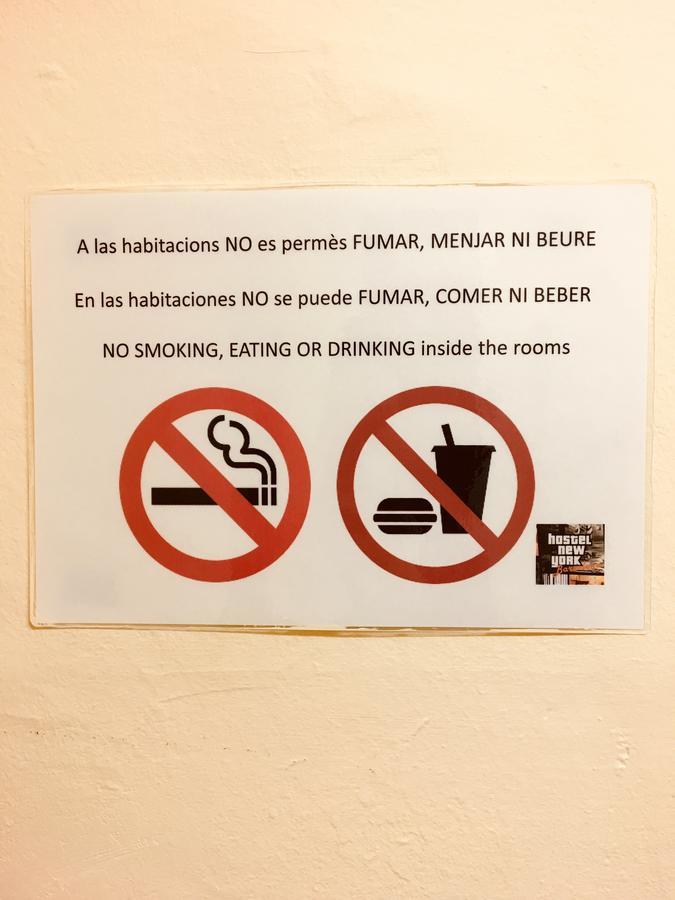 A las habitacions NO es permès FUMAR, MENJAR NI BEURE
En las habitaciones NO se puede FUMAR, COMER NI BEBER
NO SMOKING, EATING OR DRINKING inside the rooms
hostel
new
york